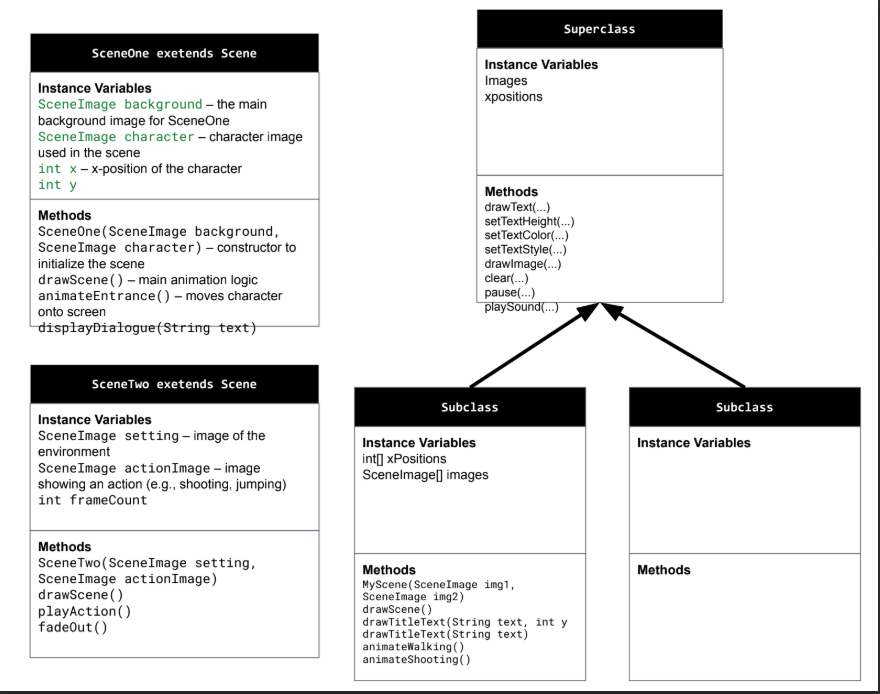 SceneOne exetends Scene
Instance Variables
SceneImage background – the main
background image for SceneOne
SceneImage character – character image
used in the scene
int x – x-position of the character
int y
Methods
SceneOne(SceneImage background,
SceneImage character) – constructor to
initialize the scene
drawScene() – main animation logic
animateEntrance() – moves character
onto screen
displayDialogue(String text)
SceneTwo exetends Scene
Instance Variables
SceneImage setting – image of the
environment
SceneImage actionImage – image
showing an action (e.g., shooting, jumping)
int frameCount
Methods
SceneTwo(SceneImage setting,
SceneImage actionImage)
drawScene()
playAction()
fadeOut()
Superclass
Instance Variables
Images
xpositions
Methods
drawText(...)
setTextHeight(...)
setTextColor(...)
setTextStyle(...)
drawImage(...)
clear(...)
pause(...)
playSound(...)
Subclass
Instance Variables
int[] xPositions
SceneImage[] images
Methods
MyScene(SceneImage img1,
SceneImage img2)
drawScene()
drawTitleText(String text, int y
drawTitleText(String text)
animateWalking()
animateShooting()
Subclass
Instance Variables
Methods